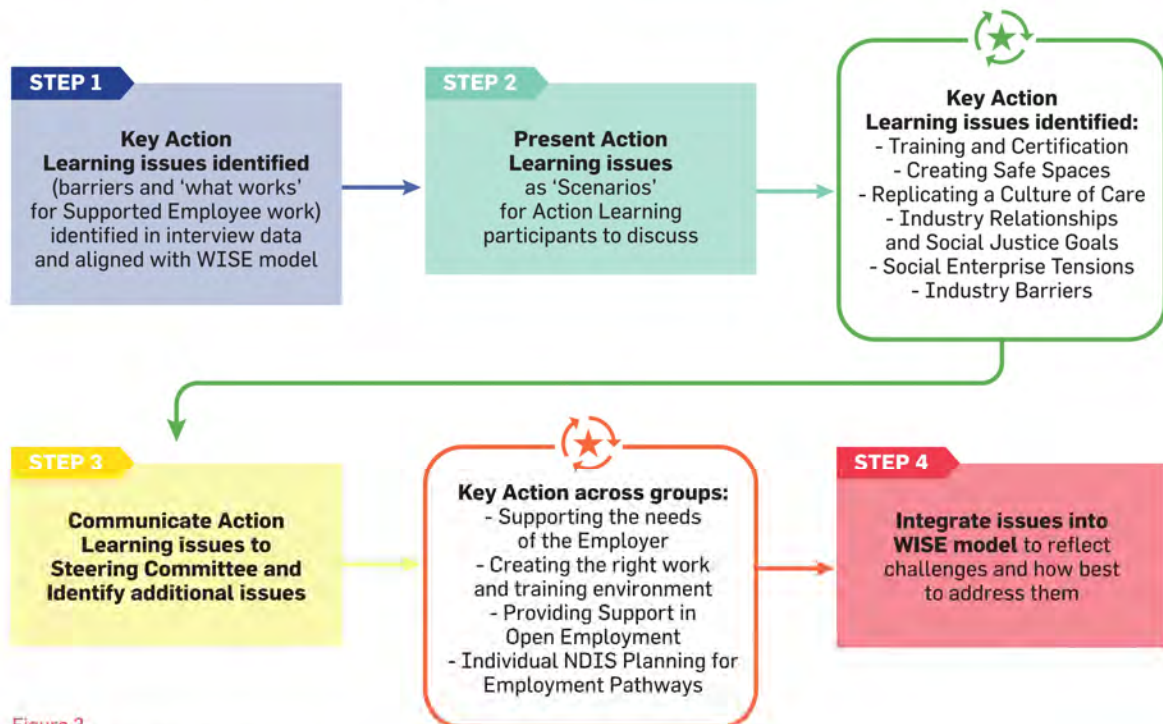 STEP 1
Key Action
Learning issues identified
(barriers and ‘what works’
for Supported Employee work)
identified in interview data
and aligned with WISE model
STEP 2
Present Action
Learning issues
as ‘Scenarios’
for Action Learning
participants to discuss
Key Action
Learning issues identified:
- Training and Certification
- Creating Safe Spaces
- Replicating a Culture of Care
- Industry Relationships
and Social Justice Goals
- Social Enterprise Tensions
- Industry Barriers
STEP 3
Communicate Action
Learning issues to
Steering Committee and
Identify additional issues
Key Action across groups:
- Supporting the needs
of the Employer
- Creating the right work
and training environment
- Providing Support in
Open Employment
- Individual NDIS Planning for
Employment Pathways
STEP 4
Integrate issues into
WISE model to reflect
challenges and how best
to address them